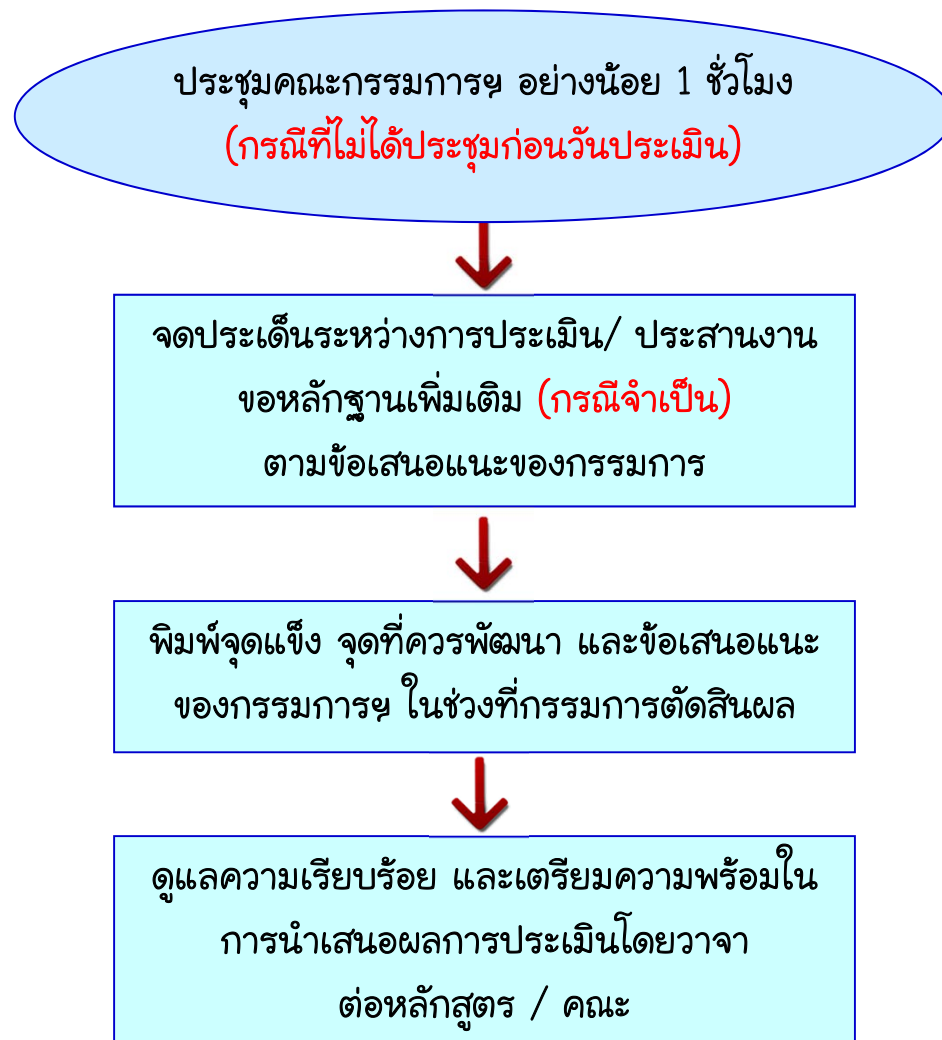 ประชุมคณะกรรมการฯ อย่างน้อย 1 ชั่วโมง
(กรณีที่ไม่ได้ประชุมก่อนวันประเมิน)
จดประเด็นระหว่างการประเมิน/ ประสานงาน
ขอหลักฐานเพิ่มเติม (กรณีจำเป็น)
ตามข้อเสนอแนะของกรรมการ
พิมพ์จุดแข็ง จุดที่ควรพัฒนา และข้อเสนอแนะ
ของกรรมการฯ ในช่วงที่กรรมการตัดสินผล
ดูแลความเรียบร้อย และเตรียมความพร้อมใน
การนำเสนอผลการประเมินโดยวาจา
ต่อหลักสูตร / คณะ